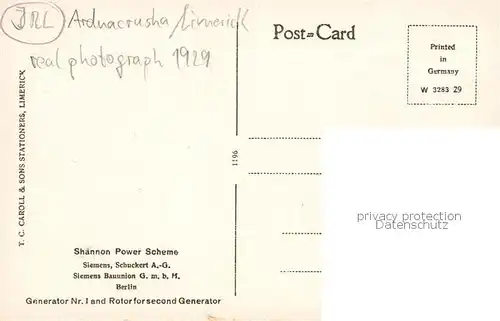 IRL Ardnacrusha/Limerick
real photograph 1929
Post=Card
Printed
in
Germany
W 3283 29
T. C. CAROLL & SONS STATIONERS, LIMERICK
1196
Shannon Power Scheme
Siemens, Schuckert A.-G.
Siemens Bauunion G. m. b. H.
Berlin
Generator Nr. I and Rotor for second Generator
privacy protection
Datenschutz